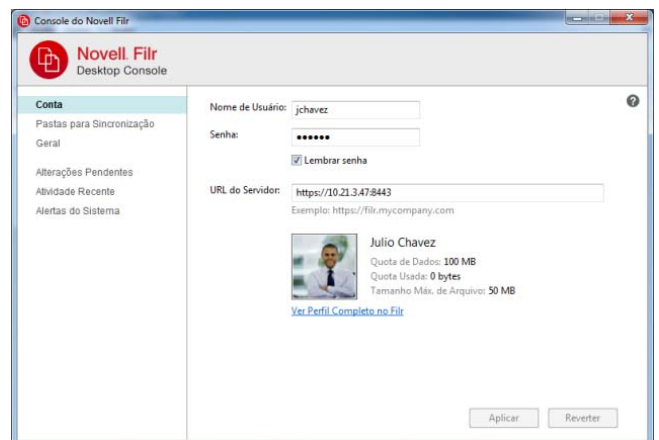 Console do Novell Filr
Novell. Filr
Desktop Console
Conta
Pastas para Sincronização
Geral
Alterações Pendentes
Atividade Recente
Alertas do Sistema
Nome de Usuário: jchavez
Senha: ••••••
Lembrar senha
URL do Servidor: https://10.21.3.47:8443
Exemplo: https://filr.mycompany.com
Julio Chavez
Quota de Dados: 100 MB
Quota Usada: 0 bytes
Tamanho Máx. de Arquivo: 50 MB
Ver Perfil Completo no Filr
Aplicar Reverter